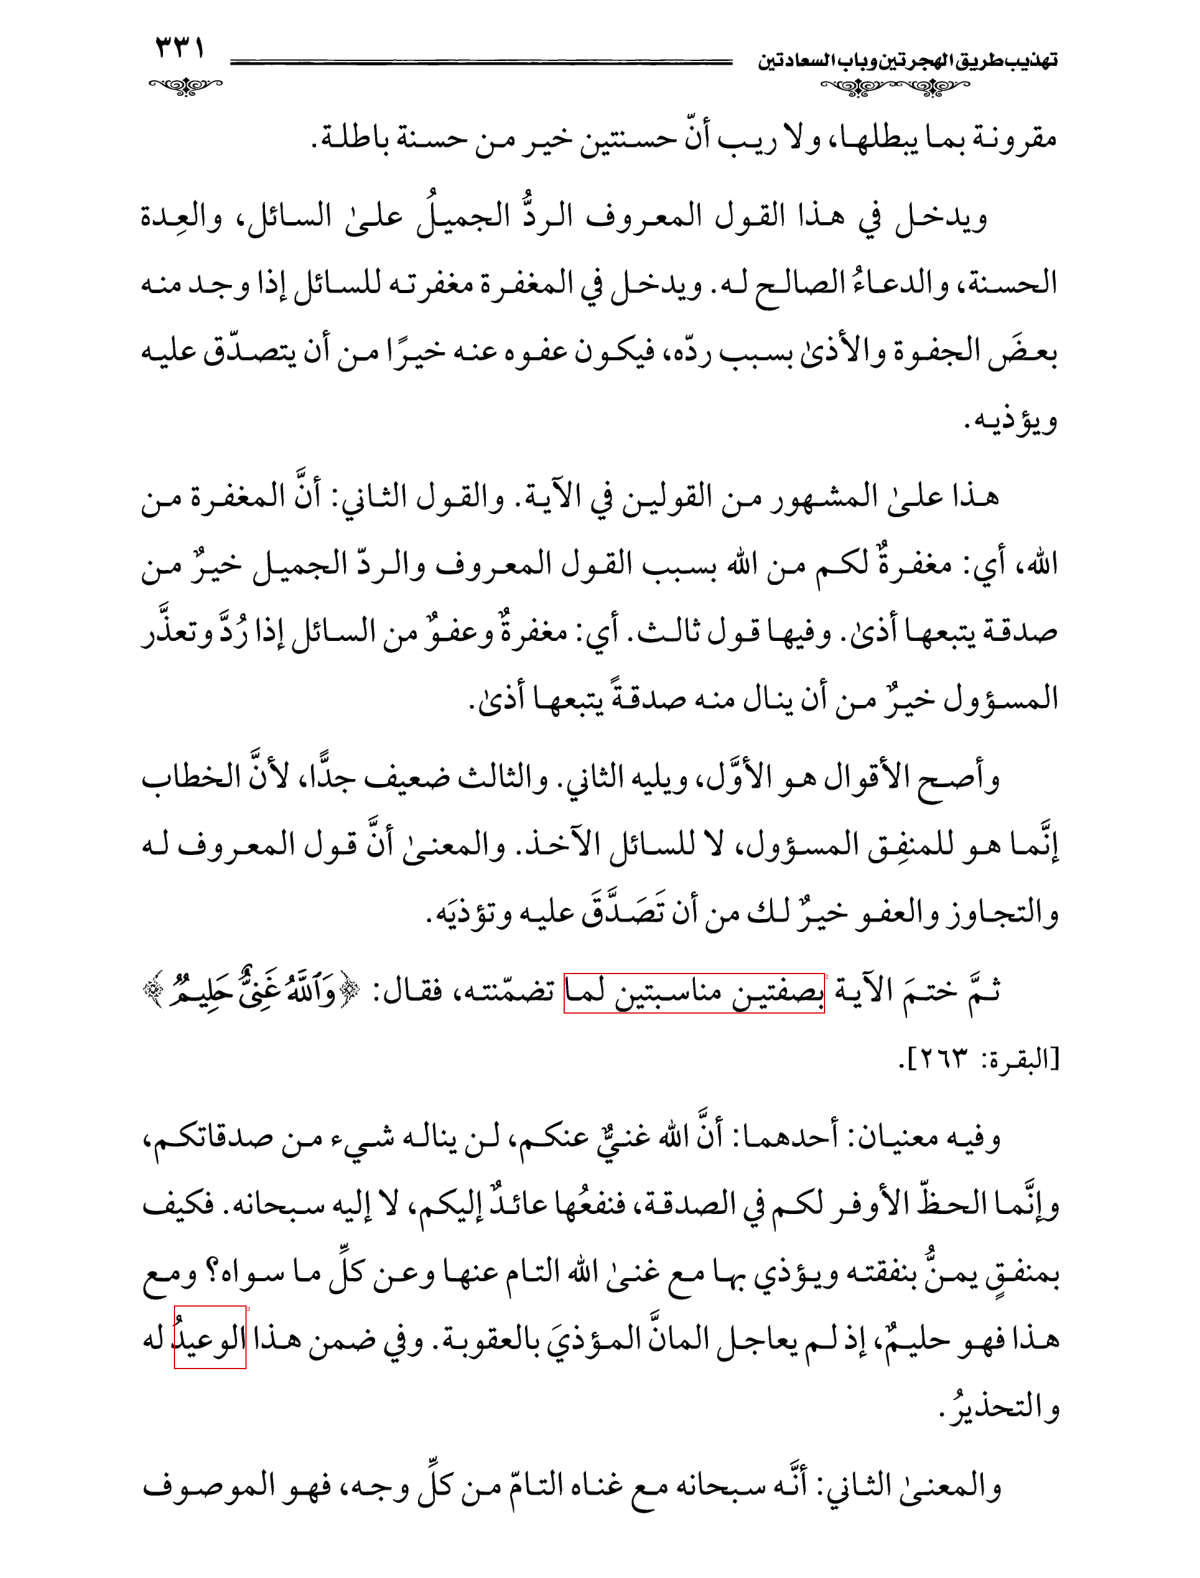 تهذيب طريق الهجرتين وباب السعادتين
٣٣١
مقرونة بما يبطلها، ولا ريب أنّ حسنتين خير من حسنة باطلة.
ويدخل في هذا القول المعروف الردُّ الجميلُ علىٰ السائل، والعِدة
الحسنة، والدعاءُ الصالح له. ويدخل في المغفرة مغفرته للسائل إذا وجد منه
بعضَ الجفوة والأذىٰ بسبب ردّه، فيكون عفوه عنه خيرًا من أن يتصدّق عليه
ويؤذيه.
هذا علىٰ المشهور من القولين في الآية. والقول الثاني: أنَّ المغفرة من
الله، أي: مغفرةٌ لكم من الله بسبب القول المعروف والردّ الجميل خيرٌ من
صدقة يتبعها أذىٰ. وفيها قول ثالث. أي: مغفرةٌ وعفوٌ من السائل إذا رُدَّ وتعذَّر
المسؤول خيرٌ من أن ينال منه صدقةً يتبعها أذىٰ.
وأصح الأقوال هو الأوَّل، ويليه الثاني. والثالث ضعيف جدًّا، لأنَّ الخطاب
إنَّما هو للمنفِق المسؤول، لا للسائل الآخذ. والمعنىٰ أنَّ قول المعروف له
والتجاوز والعفو خيرٌ لك من أن تَصَدَّقَ عليه وتؤذيَه.
ثمَّ ختمَ الآية بصفتين مناسبتين لما تضمّنته، فقال: ﴿وَٱللَّهُ غَنِيٌّ حَلِيمٌ﴾
[البقرة: ٢٦٣].
وفيه معنيان: أحدهما: أنَّ الله غنيٌّ عنكم، لن يناله شيء من صدقاتكم،
وإنَّما الحظّ الأوفر لكم في الصدقة، فنفعُها عائدٌ إليكم، لا إليه سبحانه. فكيف
بمنفقٍ يمنُّ بنفقته ويؤذي بها مع غنىٰ الله التام عنها وعن كلِّ ما سواه؟ ومع
هذا فهو حليمٌ، إذ لم يعاجل المانَّ المؤذيَ بالعقوبة. وفي ضمن هذا الوعيدُ له
والتحذيرُ.
والمعنىٰ الثاني: أنَّه سبحانه مع غناه التامّ من كلِّ وجه، فهو الموصوف